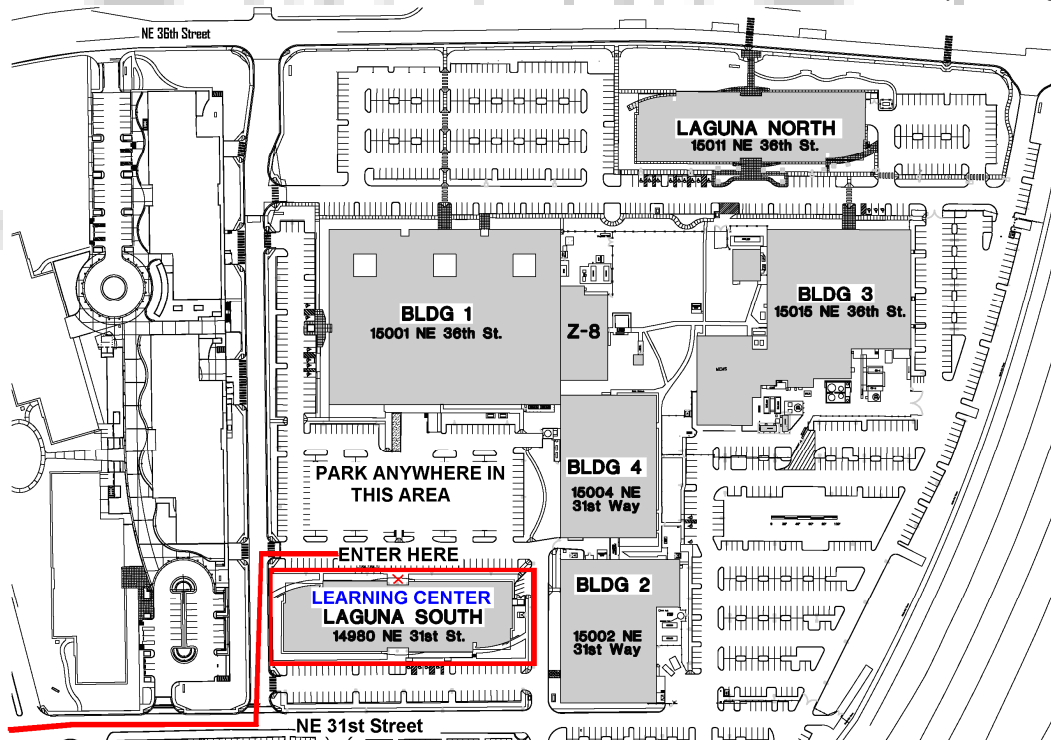 NE 36th Street
LAGUNA NORTH
15011 NE 36th St.
BLDG 1
15001 NE 36th St.
Z-8
BLDG 3
15015 NE 36th St.
BLDG 4
15004 NE
31st Way
PARK ANYWHERE IN
THIS AREA
ENTER HERE
LEARNING CENTER
LAGUNA SOUTH
14980 NE 31st St.
BLDG 2
15002 NE
31st Way
NE 31st Street